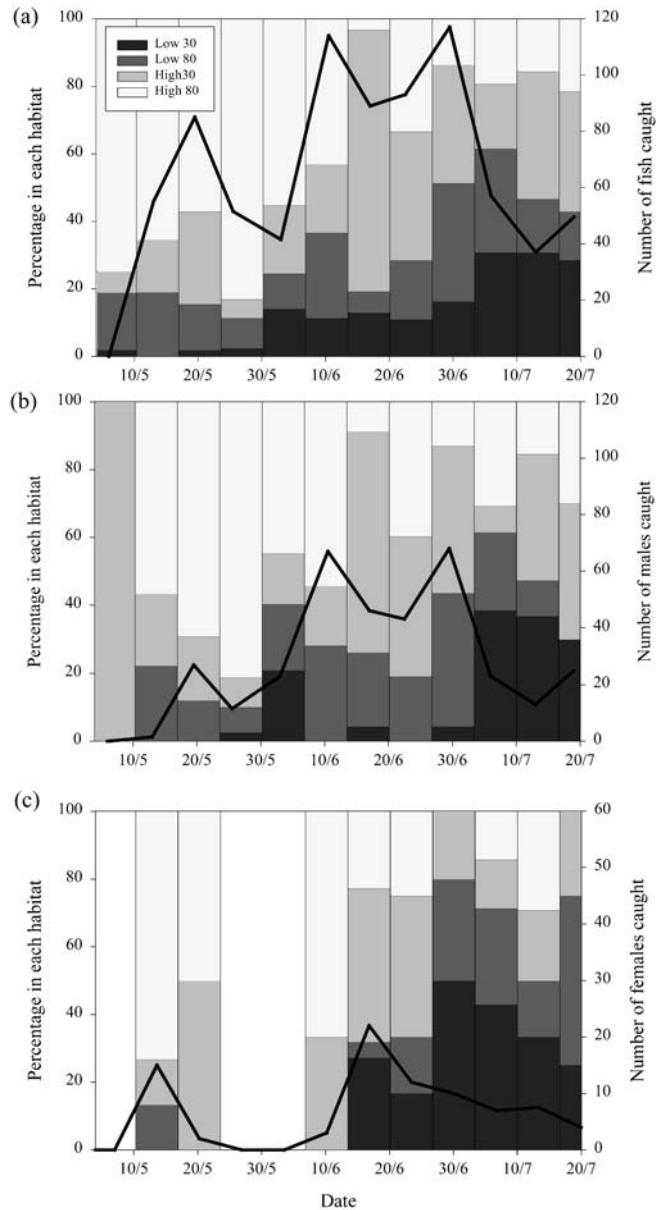 (a)
Low 30
Low 80
High30
High 80
Percentage in each habitat
100
80
60
40
20
0
Number of fish caught
120
100
80
60
40
20
0
10/5 20/5 30/5 10/6 20/6 30/6 10/7 20/7
(b)
Percentage in each habitat
100
80
60
40
20
0
Number of males caught
120
100
80
60
40
20
0
10/5 20/5 30/5 10/6 20/6 30/6 10/7 20/7
(c)
Percentage in each habitat
100
80
60
40
20
0
Number of females caught
60
50
40
30
20
10
0
10/5 20/5 30/5 10/6 20/6 30/6 10/7 20/7
Date